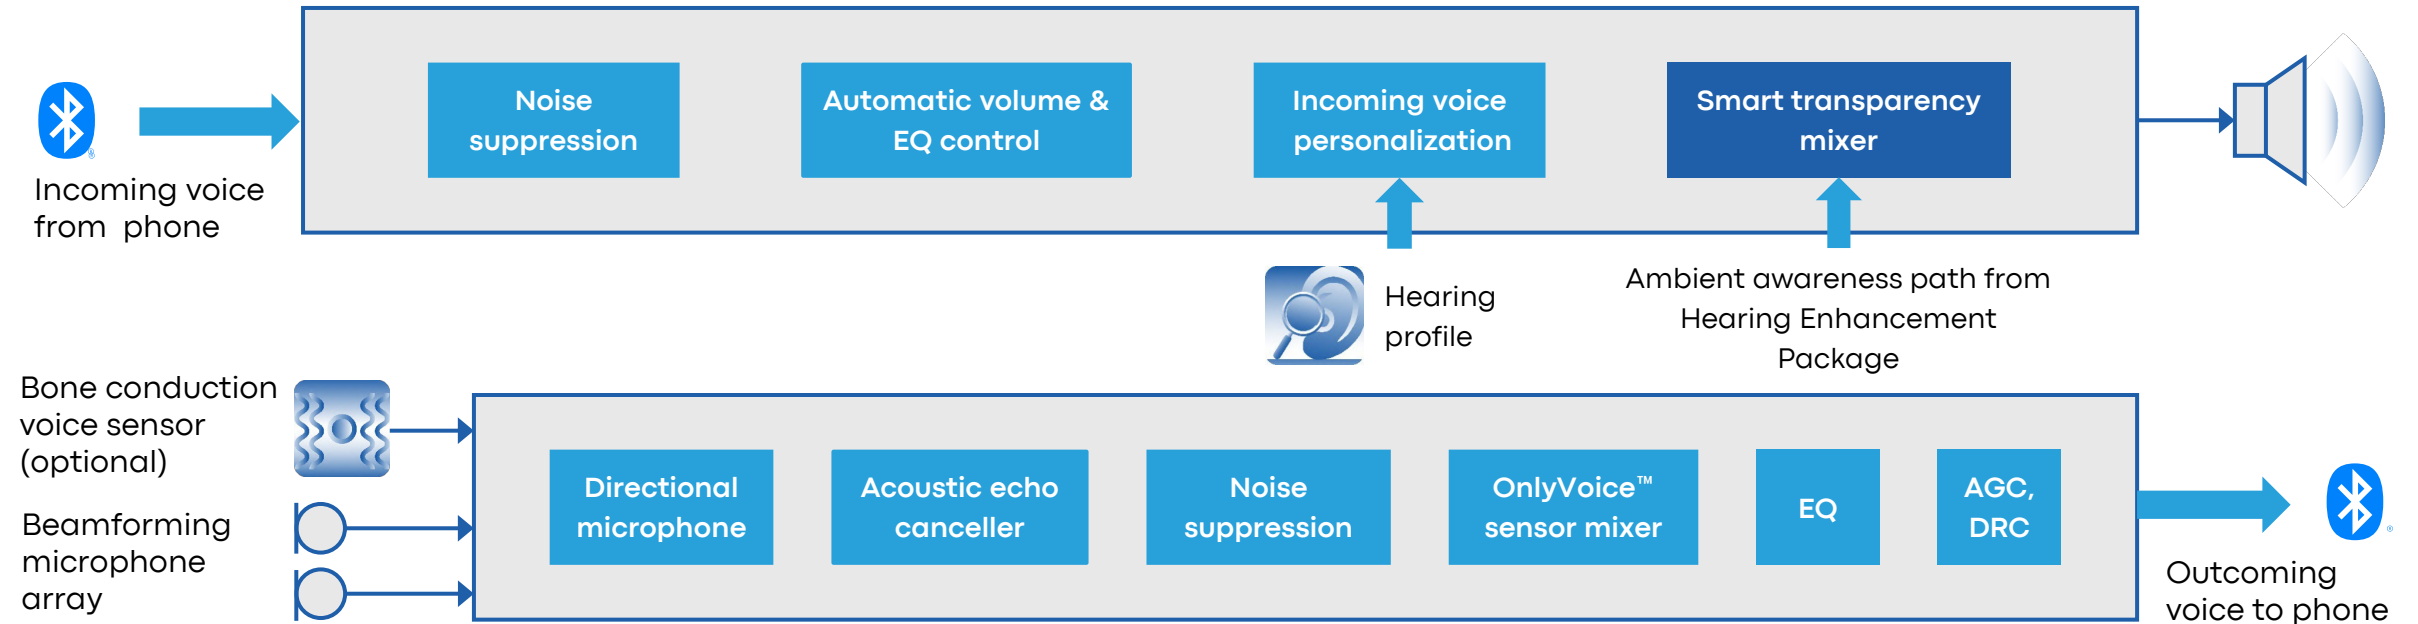 Noise
suppression
Automatic volume &
EQ control
Incoming voice
personalization
Smart transparency
mixer
Incoming voice
from phone
Hearing
profile
Ambient awareness path from
Hearing Enhancement
Package
Bone conduction
voice sensor
(optional)
Beamforming
microphone
array
Directional
microphone
Acoustic echo
canceller
Noise
suppression
OnlyVoice™
sensor mixer
EQ
AGC,
DRC
Outcoming
voice to phone